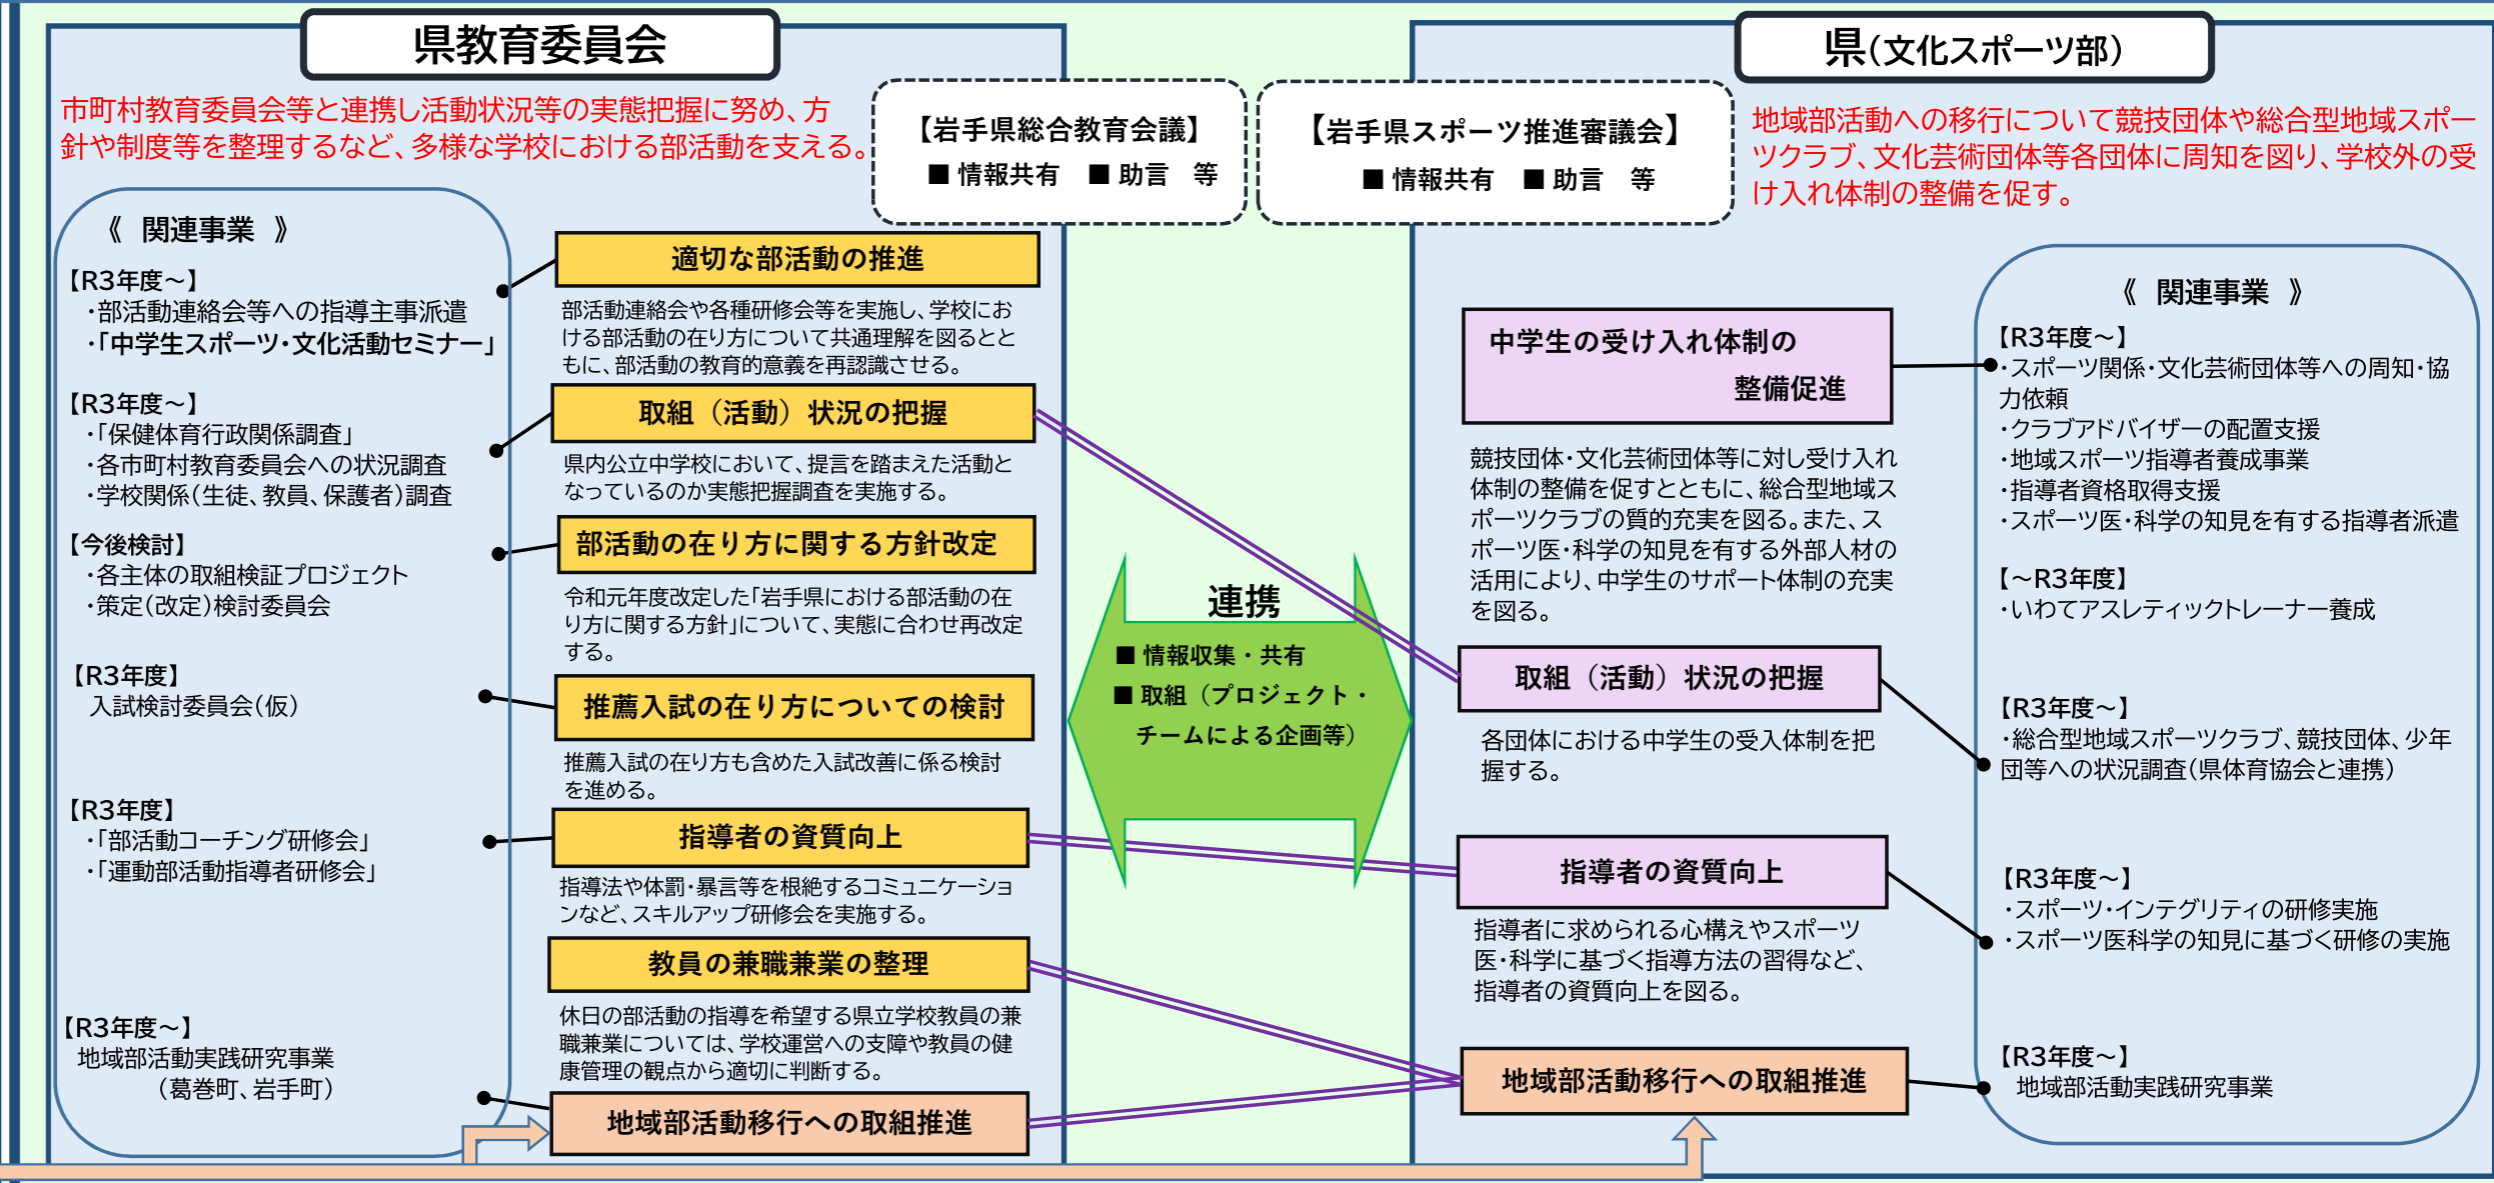 県教育委員会
市町村教育委員会等と連携し活動状況等の実態把握に努め、方
針や制度等を整理するなど、多様な学校における部活動を支える。
《 関連事業 》
【R3年度～】
・部活動連絡会等への指導主事派遣
・「中学生スポーツ・文化活動セミナー」
【R3年度～】
・「保健体育行政関係調査」
・各市町村教育委員会への状況調査
・学校関係（生徒、教員、保護者）調査
【今後検討】
・各主体の取組検証プロジェクト
・策定（改定）検討委員会
【R3年度】
入試検討委員会（仮）
【R3年度】
・「部活動コーチング研修会」
・「運動部活動指導者研修会」
【R3年度～】
地域部活動実践研究事業
（葛巻町、岩手町）
適切な部活動の推進
部活動連絡会や各種研修会等を実施し、学校にお
ける部活動の在り方について共通理解を図るとと
もに、部活動の教育的意義を再認識させる。
取組（活動）状況の把握
県内公立中学校において、提言を踏まえた活動と
なっているのか実態把握調査を実施する。
部活動の在り方に関する方針改定
令和元年度改定した「岩手県における部活動の在
り方に関する方針」について、実態に合わせ再改定
する。
推薦入試の在り方についての検討
推薦入試の在り方も含めた入試改善に係る検討
を進める。
指導者の資質向上
指導法や体罰・暴言等を根絶するコミュニケーショ
ンなど、スキルアップ研修会を実施する。
教員の兼職兼業の整理
休日の部活動の指導を希望する県立学校教員の兼
職兼業については、学校運営への支障や教員の健
康管理の観点から適切に判断する。
地域部活動移行への取組推進
【岩手県総合教育会議】
■ 情報共有 ■ 助言 等
【岩手県スポーツ推進審議会】
■ 情報共有 ■ 助言 等
連携
■ 情報収集・共有
■ 取組（プロジェクト・
チームによる企画等）
県（文化スポーツ部）
地域部活動への移行について競技団体や総合型地域スポー
ツクラブ、文化芸術団体等各団体に周知を図り、学校外の受
け入れ体制の整備を促す。
中学生の受け入れ体制の
整備促進
競技団体・文化芸術団体等に対し受け入れ
体制の整備を促すとともに、総合型地域ス
ポーツクラブの質的充実を図る。また、ス
ポーツ医・科学の知見を有する外部人材の
活用により、中学生のサポート体制の充実
を図る。
取組（活動）状況の把握
各団体における中学生の受入体制を把
握する。
指導者の資質向上
指導者に求められる心構えやスポーツ
医・科学に基づく指導方法の習得など、
指導者の資質向上を図る。
地域部活動移行への取組推進
《 関連事業 》
【R3年度～】
・スポーツ関係・文化芸術団体等への周知・協
力依頼
・クラブアドバイザーの配置支援
・地域スポーツ指導者養成事業
・指導者資格取得支援
・スポーツ医・科学の知見を有する指導者派遣
【～R3年度】
・いわてアスレティックトレーナー養成
【R3年度～】
・総合型地域スポーツクラブ、競技団体、少年
団等への状況調査（県体育協会と連携）
【R3年度～】
・スポーツ・インテグリティの研修実施
・スポーツ医科学の知見に基づく研修の実施
【R3年度～】
地域部活動実践研究事業